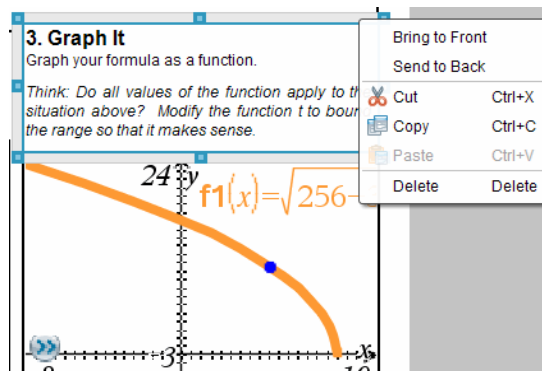 3. Graph It
Graph your formula as a function.
Think: Do all values of the function apply to
situation above? Modify the function t to
the range so that it makes sense.
Bring to Front
Send to Back
Cut Ctrl+X
Copy Ctrl+C
Paste Ctrl+V
Delete Delete
24 y
f1(x)=√256-
x